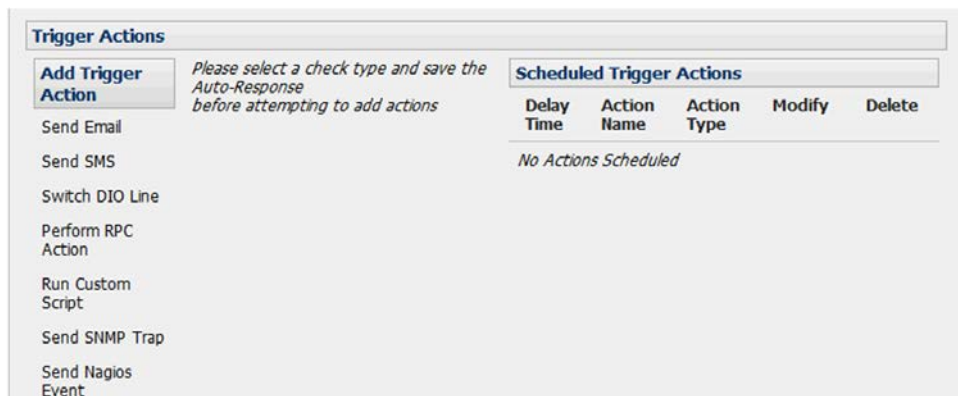 Trigger Actions
Add Trigger
Action
Send Email
Send SMS
Switch DIO Line
Perform RPC
Action
Run Custom
Script
Send SNMP Trap
Send Nagios
Event
Please select a check type and save the
Auto-Response
before attempting to add actions
Scheduled Trigger Actions
Delay Time Action Name Action Type Modify Delete
No Actions Scheduled